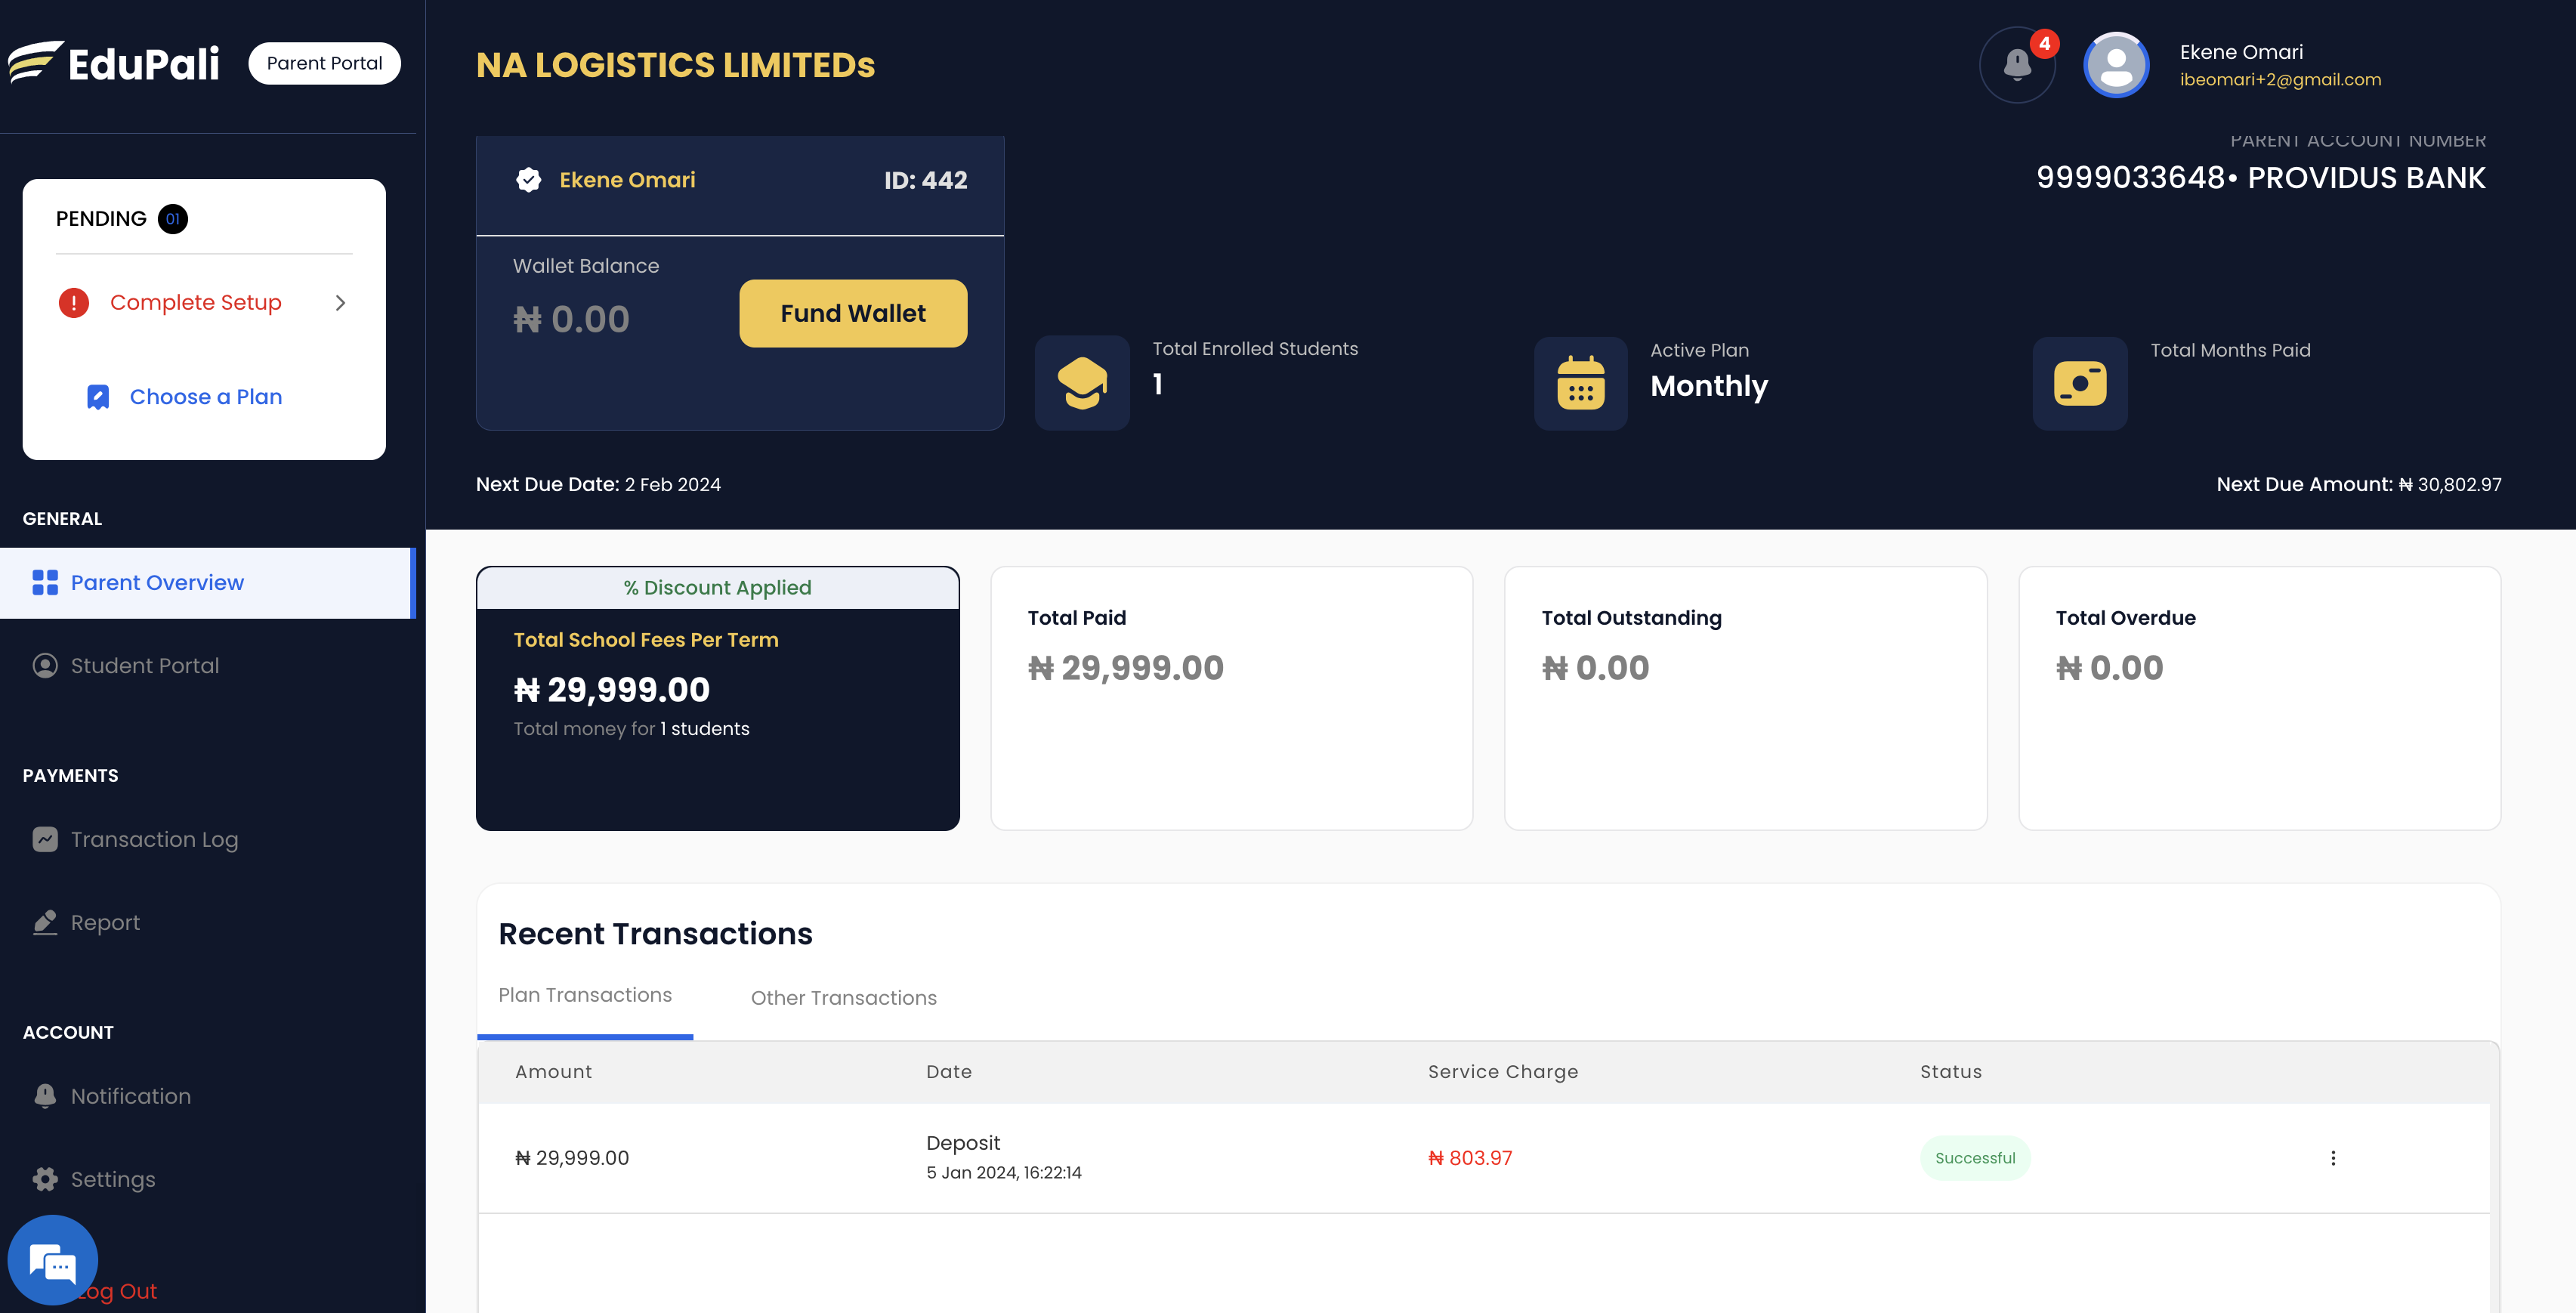 EduPali
Parent Portal
PENDING 01
Complete Setup
Choose a Plan
GENERAL
Parent Overview
Student Portal
PAYMENTS
Transaction Log
Report
ACCOUNT
Notification
Settings
Log Out
NA LOGISTICS LIMITEDs
4
Ekene Omari
ibeomari+2@gmail.com
PARENT ACCOUNT NUMBER
9999033648• PROVIDUS BANK
Ekene Omari
ID: 442
Wallet Balance
₦ 0.00
Fund Wallet
Total Enrolled Students
1
Active Plan
Monthly
Total Months Paid
Next Due Date: 2 Feb 2024
Next Due Amount: ₦ 30,802.97
% Discount Applied
Total School Fees Per Term
₦ 29,999.00
Total money for 1 students
Total Paid
₦ 29,999.00
Total Outstanding
₦ 0.00
Total Overdue
₦ 0.00
Recent Transactions
Plan Transactions
Other Transactions
Amount Date Service Charge Status
₦ 29,999.00
Deposit
5 Jan 2024, 16:22:14
₦ 803.97
Successful